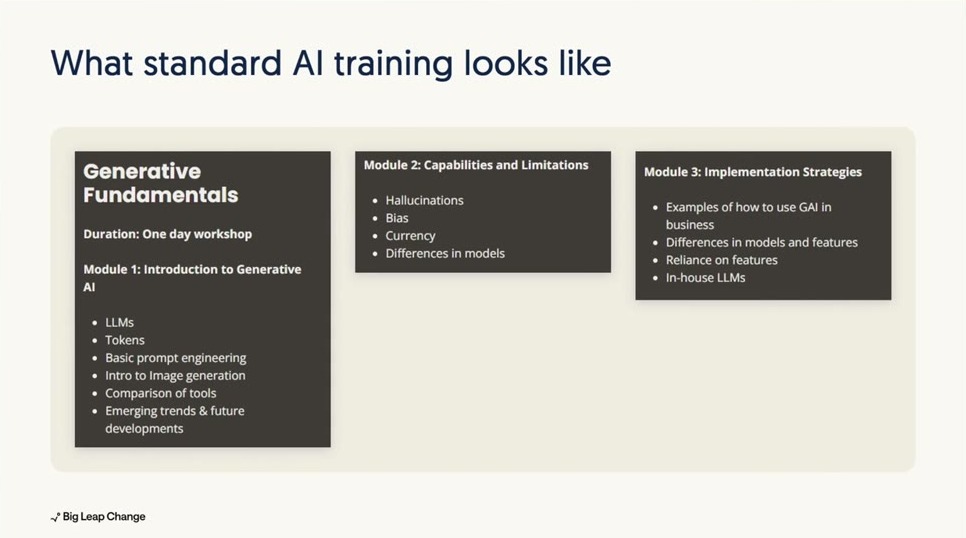 What standard AI training looks like
Generative
Fundamentals
Duration: One day workshop
Module 1: Introduction to Generative
AI
• LLMs
• Tokens
• Basic prompt engineering
• Intro to Image generation
• Comparison of tools
• Emerging trends & future
developments
Module 2: Capabilities and Limitations
• Hallucinations
• Bias
• Currency
• Differences in models
Module 3: Implementation Strategies
• Examples of how to use GAI in
business
• Differences in models and features
• Reliance on features
• In-house LLMs
Big Leap Change